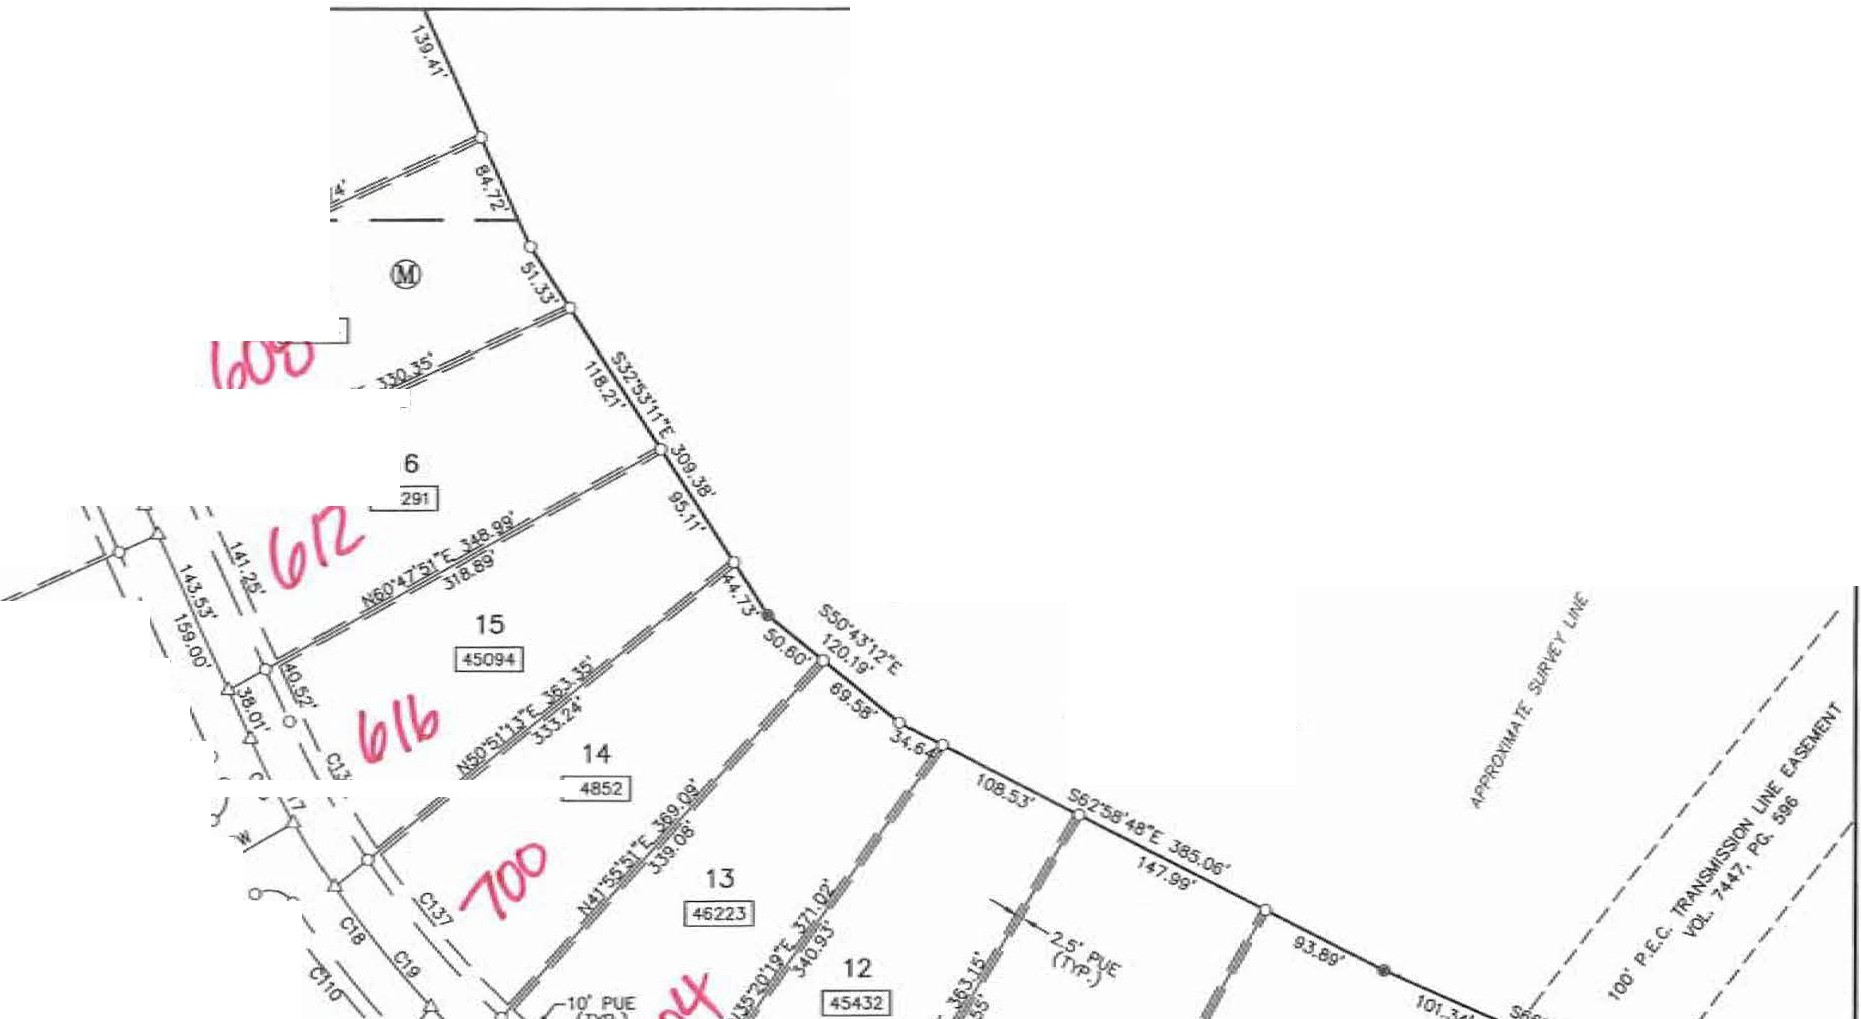 139.41'
84.72'
M
51.33'
608
330.35'
S32°53'11"E 309.38'
118.21'
6
291
612
141.25'
143.53'
159.00'
N60°47'51"E 348.99'
318.89'
95.11'
44.73'
15
45094
40.52'
38.01'
616
N50°51'13"E 363.35'
333.24'
50.60'
S50°43'12"E
120.19'
69.58'
34.64'
14
4852
700
N41°55'51"E 369.09'
339.08'
C137
C18
C19
C110
13
46223
10' PUE
35°20'19"E 371.02'
340.93'
12
45432
108.53'
S62°58'48"E 385.06'
147.99'
2.5' PUE
(TYP.)
363.15'
93.89'
101.34'
APPROXIMATE SURVEY LINE
100' P.E.C. TRANSMISSION LINE EASEMENT
VOL. 7447, PG. 596